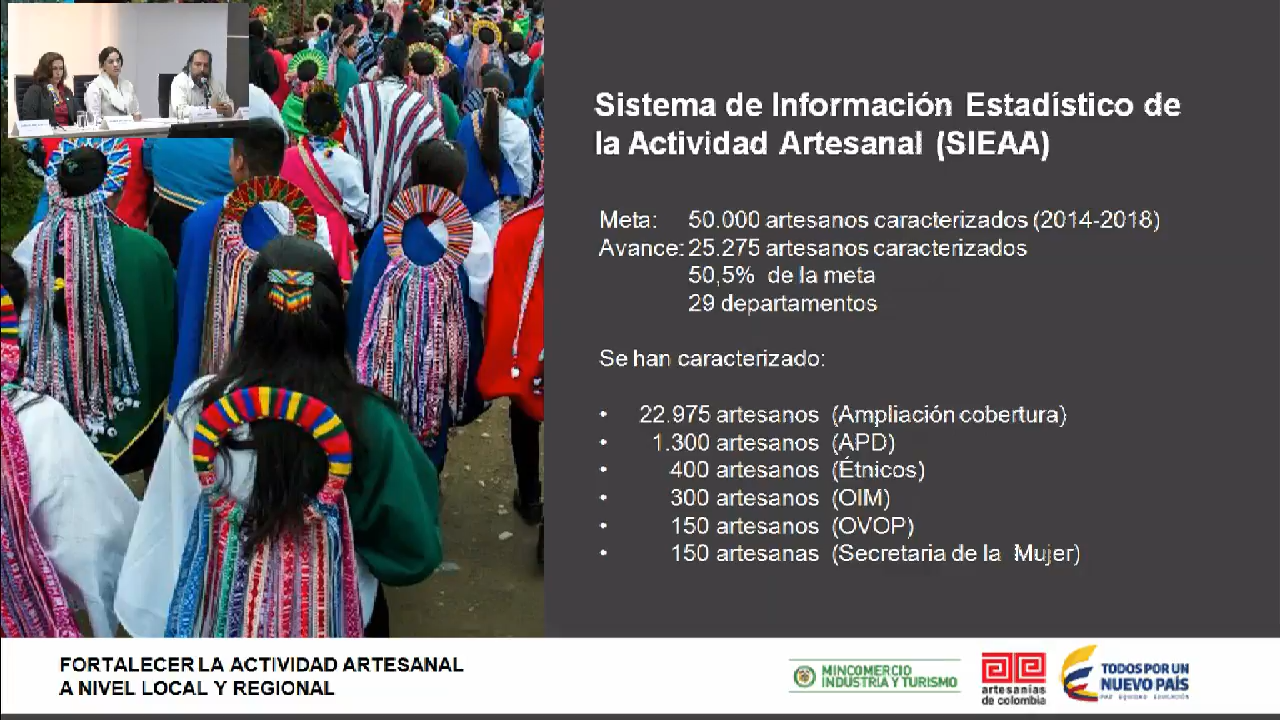 Sistema de Información Estadístico de
la Actividad Artesanal (SIEAA)
Meta: 50.000 artesanos caracterizados (2014-2018)
Avance: 25.275 artesanos caracterizados
50,5% de la meta
29 departamentos
Se han caracterizado:
• 22.975 artesanos (Ampliación cobertura)
• 1.300 artesanos (APD)
• 400 artesanos (Étnicos)
• 300 artesanos (OIM)
• 150 artesanos (OVOP)
• 150 artesanas (Secretaria de la Mujer)
FORTALECER LA ACTIVIDAD ARTESANAL
A NIVEL LOCAL Y REGIONAL
MINCOMERCIO
INDUSTRIA Y TURISMO
artesanías
de colombia
TODOS POR UN
NUEVO PAÍS
PAZ EQUIDAD EDUCACIÓN